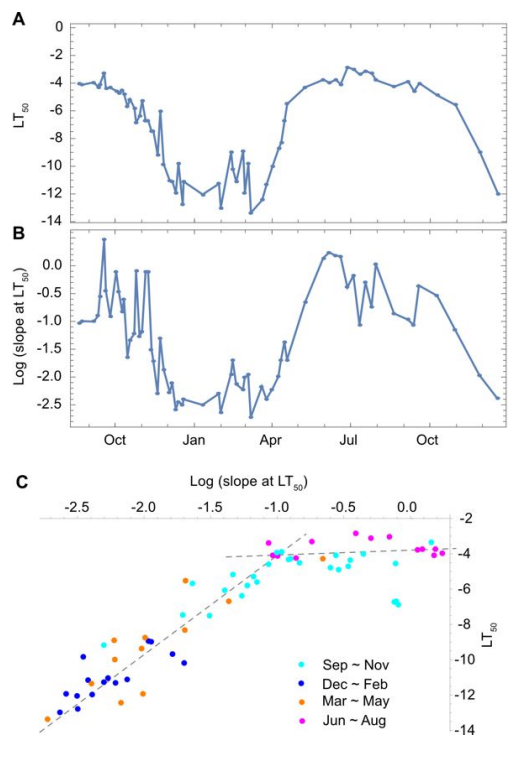 A
0
-2
-4
-6
-8
-10
-12
-14
LT50
B
0.0
-0.5
-1.0
-1.5
-2.0
-2.5
Log (slope at LT50)
Oct Jan Apr Jul Oct
C
Log (slope at LT50)
-2.5 -2.0 -1.5 -1.0 -0.5 0.0
-2
-4
-6
-8
-10
-12
-14
LT50
Sep ~ Nov
Dec ~ Feb
Mar ~ May
Jun ~ Aug